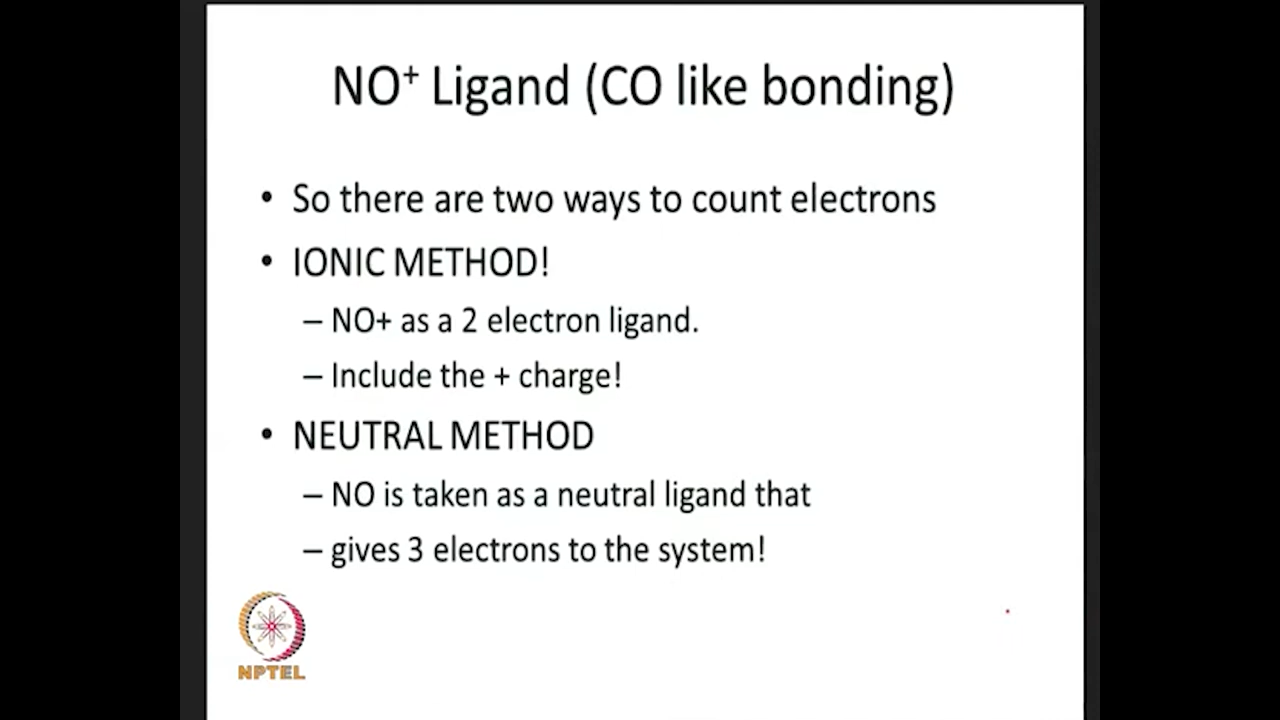 NO⁺ Ligand (CO like bonding)
• So there are two ways to count electrons
• IONIC METHOD!
– NO+ as a 2 electron ligand.
– Include the + charge!
• NEUTRAL METHOD
– NO is taken as a neutral ligand that
– gives 3 electrons to the system!
NPTEL